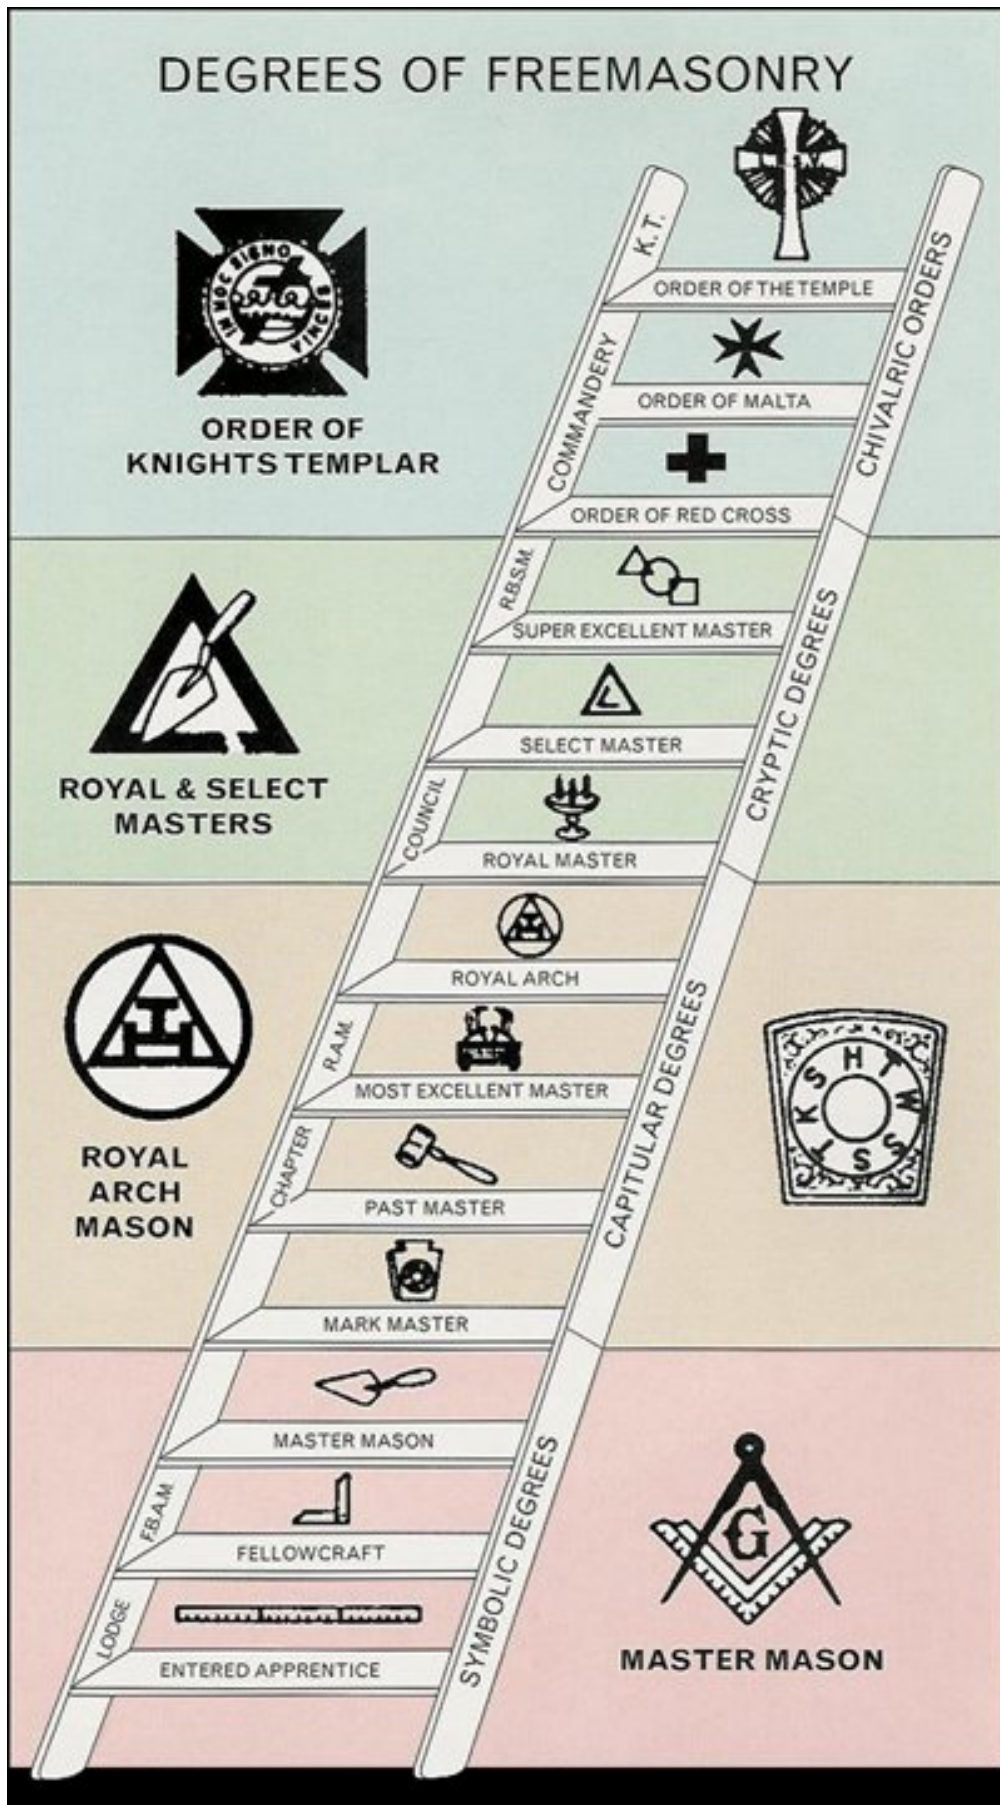 DEGREES OF FREEMASONRY
K.T.
ORDER OF THE TEMPLE
CHIVALRIC ORDERS
IN HOC SIGNO VINCES
ORDER OF
KNIGHTS TEMPLAR
COMMANDERY
ORDER OF MALTA
ORDER OF RED CROSS
R.B.S.M.
SUPER EXCELLENT MASTER
CRYPTIC DEGREES
SELECT MASTER
ROYAL & SELECT
MASTERS
COUNCIL
ROYAL MASTER
ROYAL ARCH
R.A.M.
MOST EXCELLENT MASTER
CAPITULAR DEGREES
H T W S S T K S
ROYAL
ARCH
MASON
CHAPTER
PAST MASTER
MARK MASTER
MASTER MASON
F.B.A.M.
FELLOWCRAFT
SYMBOLIC DEGREES
G
MASTER MASON
LODGE
ENTERED APPRENTICE